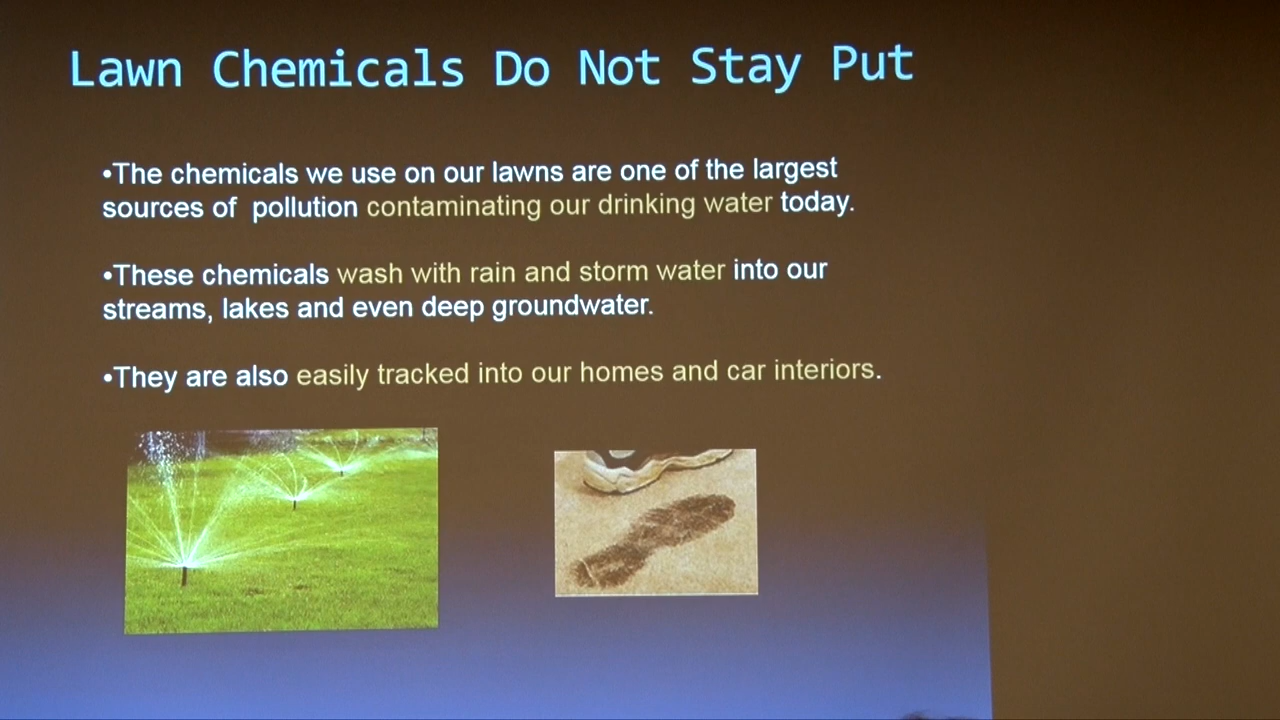 Lawn Chemicals Do Not Stay Put
•The chemicals we use on our lawns are one of the largest
sources of  pollution contaminating our drinking water today.
•These chemicals wash with rain and storm water into our
streams, lakes and even deep groundwater.
•They are also easily tracked into our homes and car interiors.